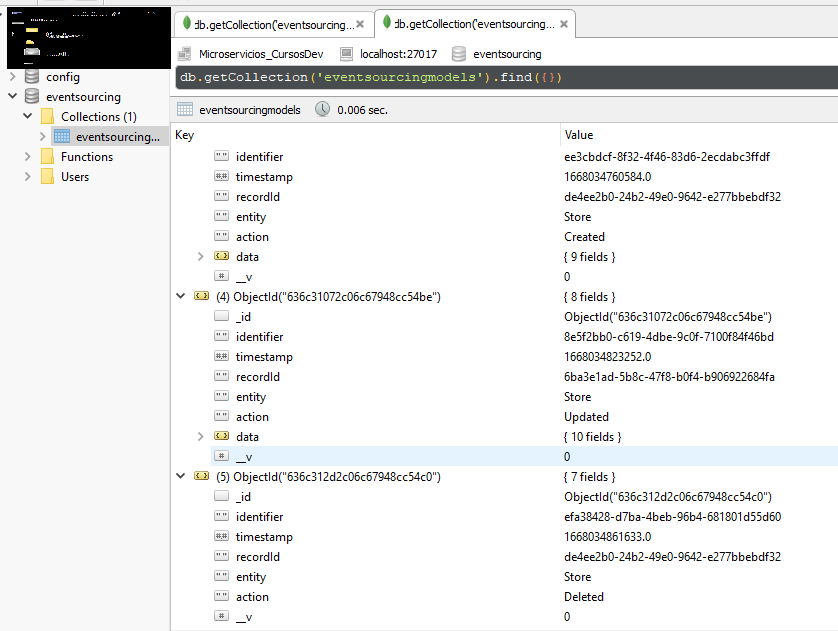 db.getCollection('eventsourcing...
db.getCollection('eventsourcing...
Microservicios_CursosDev localhost:27017 eventsourcing
db.getCollection('eventsourcingmodels').find({})
eventsourcingmodels 0.006 sec.
config
eventsourcing
Collections (1)
eventsourcing...
Functions
Users
Key Value
identifier ee3cbdcf-8f32-4f46-83d6-2ecdabc3ffdf
timestamp 1668034760584.0
recordId de4ee2b0-24b2-49e0-9642-e277bbebdf32
entity Store
action Created
data { 9 fields }
__v 0
(4) ObjectId("636c31072c06c67948cc54be") { 8 fields }
_id ObjectId("636c31072c06c67948cc54be")
identifier 8e5f2bb0-c619-4dbe-9c0f-7100f84f46bd
timestamp 1668034823252.0
recordId 6ba3e1ad-5b8c-47f8-b0f4-b906922684fa
entity Store
action Updated
data { 10 fields }
__v 0
(5) ObjectId("636c312d2c06c67948cc54c0") { 7 fields }
_id ObjectId("636c312d2c06c67948cc54c0")
identifier efa38428-d7ba-4beb-96b4-681801d55d60
timestamp 1668034861633.0
recordId de4ee2b0-24b2-49e0-9642-e277bbebdf32
entity Store
action Deleted
__v 0